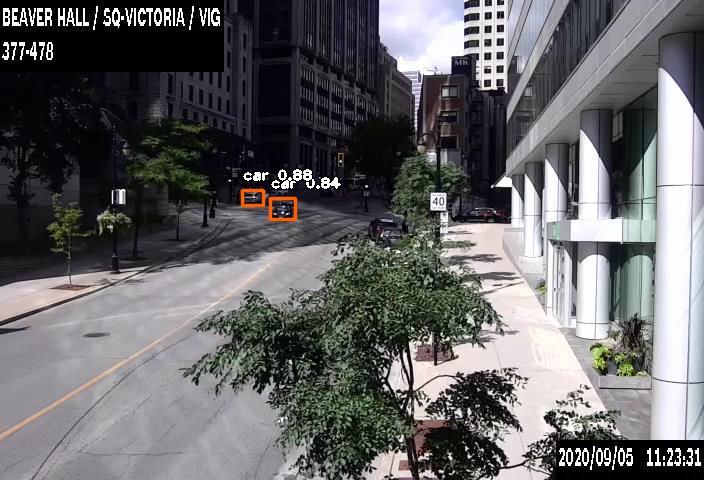 BEAVER HALL / SQ-VICTORIA / VIG
377-478
MK
car 0.88
car 0.84
40
2020/09/05 11:23:31